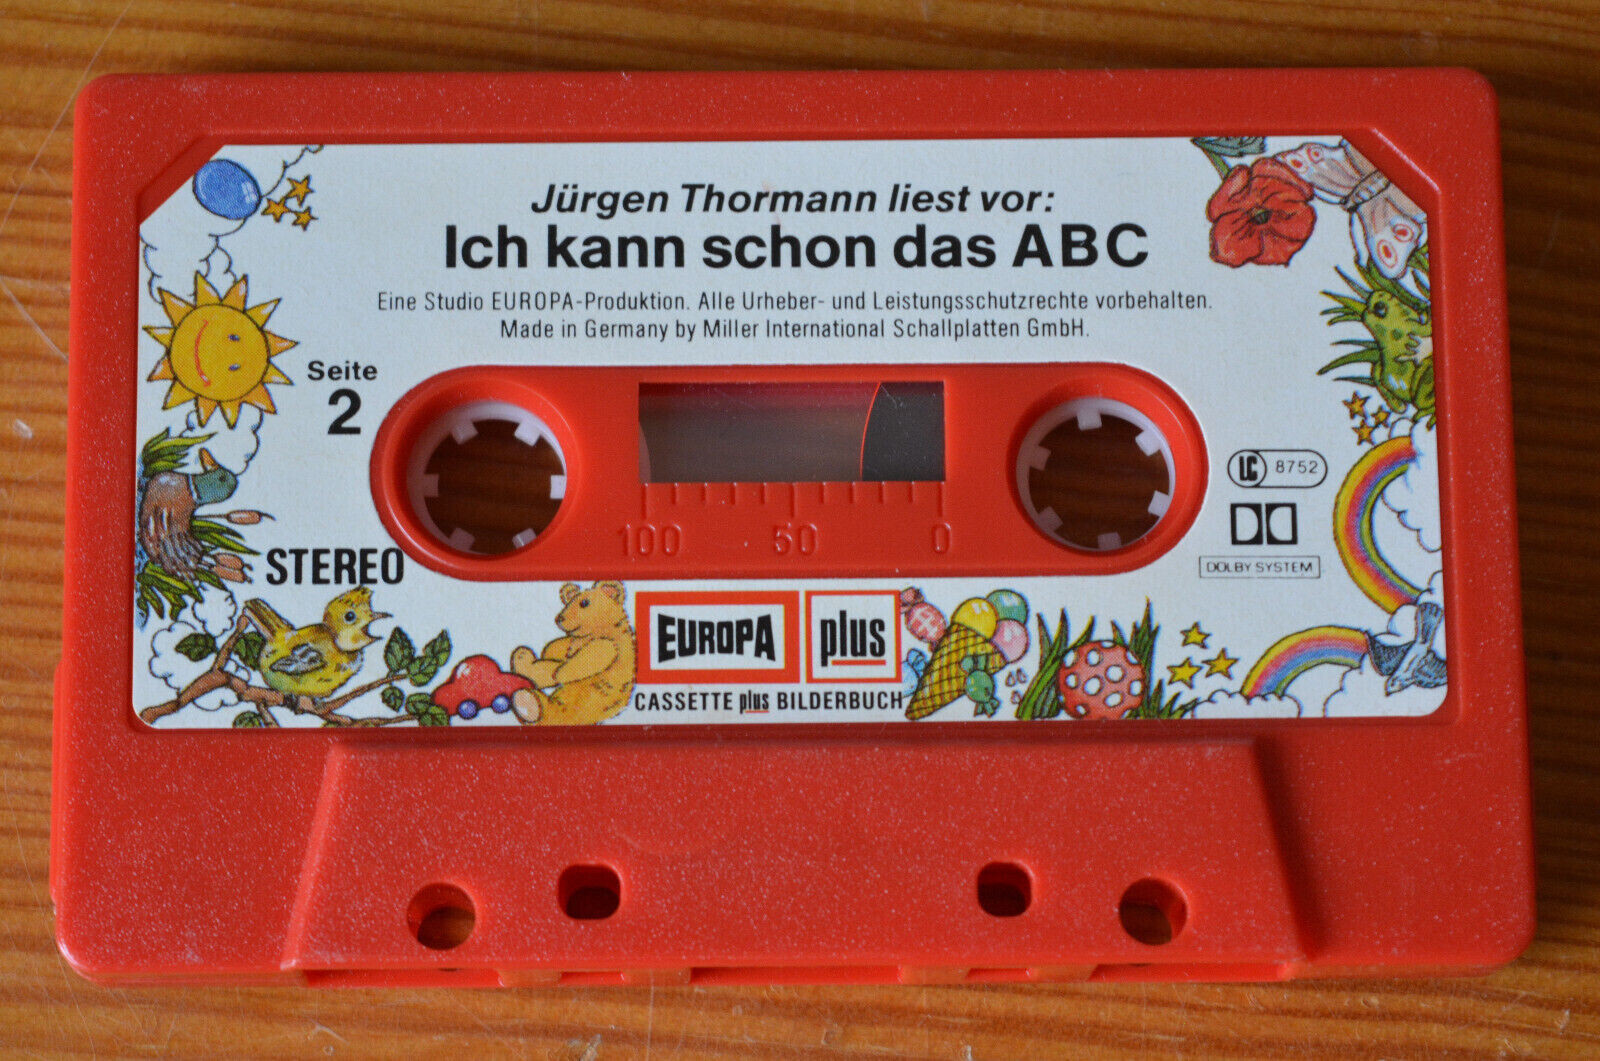 Jürgen Thormann liest vor:
Ich kann schon das ABC
Eine Studio EUROPA-Produktion. Alle Urheber- und Leistungsschutzrechte vorbehalten.
Made in Germany by Miller International Schallplatten GmbH.
Seite
2
STEREO
100 50 0
LC 8752
DOLBY SYSTEM
EUROPA plus
CASSETTE plus BILDERBUCH